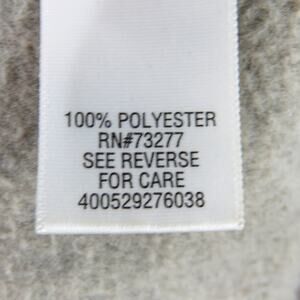 100% POLYESTER
RN#73277
SEE REVERSE
FOR CARE
400529276038